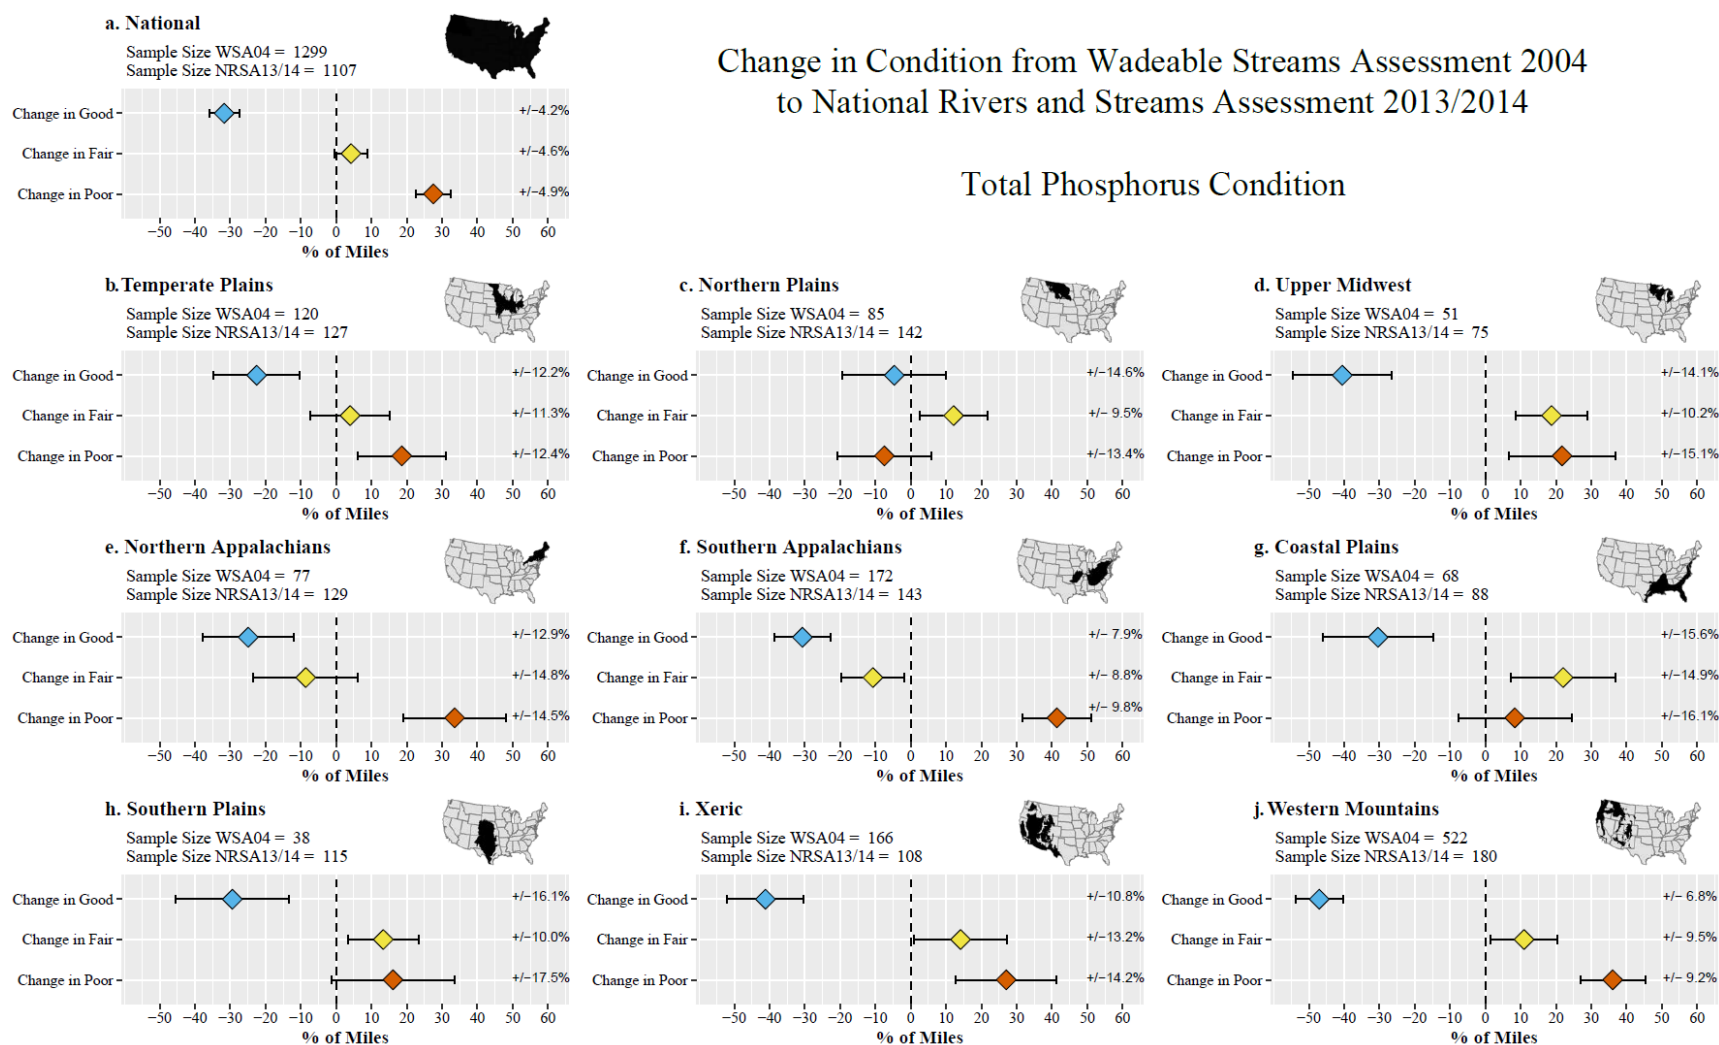 a. National
Sample Size WSA04 = 1299
Sample Size NRSA13/14 = 1107
Change in Condition from Wadeable Streams Assessment 2004
to National Rivers and Streams Assessment 2013/2014
Total Phosphorus Condition
Change in Good +/−4.2%
Change in Fair +/−4.6%
Change in Poor +/−4.9%
−50 −40 −30 −20 −10 0 10 20 30 40 50 60
% of Miles
b. Temperate Plains
Sample Size WSA04 = 120
Sample Size NRSA13/14 = 127
Change in Good +/−12.2%
Change in Fair +/−11.3%
Change in Poor +/−12.4%
−50 −40 −30 −20 −10 0 10 20 30 40 50 60
% of Miles
c. Northern Plains
Sample Size WSA04 = 85
Sample Size NRSA13/14 = 142
Change in Good +/−14.6%
Change in Fair +/− 9.5%
Change in Poor +/−13.4%
−50 −40 −30 −20 −10 0 10 20 30 40 50 60
% of Miles
d. Upper Midwest
Sample Size WSA04 = 51
Sample Size NRSA13/14 = 75
Change in Good +/−14.1%
Change in Fair +/−10.2%
Change in Poor +/−15.1%
−50 −40 −30 −20 −10 0 10 20 30 40 50 60
% of Miles
e. Northern Appalachians
Sample Size WSA04 = 77
Sample Size NRSA13/14 = 129
Change in Good +/−12.9%
Change in Fair +/−14.8%
Change in Poor +/−14.5%
−50 −40 −30 −20 −10 0 10 20 30 40 50 60
% of Miles
f. Southern Appalachians
Sample Size WSA04 = 172
Sample Size NRSA13/14 = 143
Change in Good +/− 7.9%
Change in Fair +/− 8.8%
Change in Poor +/− 9.8%
−50 −40 −30 −20 −10 0 10 20 30 40 50 60
% of Miles
g. Coastal Plains
Sample Size WSA04 = 68
Sample Size NRSA13/14 = 88
Change in Good +/−15.6%
Change in Fair +/−14.9%
Change in Poor +/−16.1%
−50 −40 −30 −20 −10 0 10 20 30 40 50 60
% of Miles
h. Southern Plains
Sample Size WSA04 = 38
Sample Size NRSA13/14 = 115
Change in Good +/−16.1%
Change in Fair +/−10.0%
Change in Poor +/−17.5%
−50 −40 −30 −20 −10 0 10 20 30 40 50 60
% of Miles
i. Xeric
Sample Size WSA04 = 166
Sample Size NRSA13/14 = 108
Change in Good +/−10.8%
Change in Fair +/−13.2%
Change in Poor +/−14.2%
−50 −40 −30 −20 −10 0 10 20 30 40 50 60
% of Miles
j. Western Mountains
Sample Size WSA04 = 522
Sample Size NRSA13/14 = 180
Change in Good +/− 6.8%
Change in Fair +/− 9.5%
Change in Poor +/− 9.2%
−50 −40 −30 −20 −10 0 10 20 30 40 50 60
% of Miles